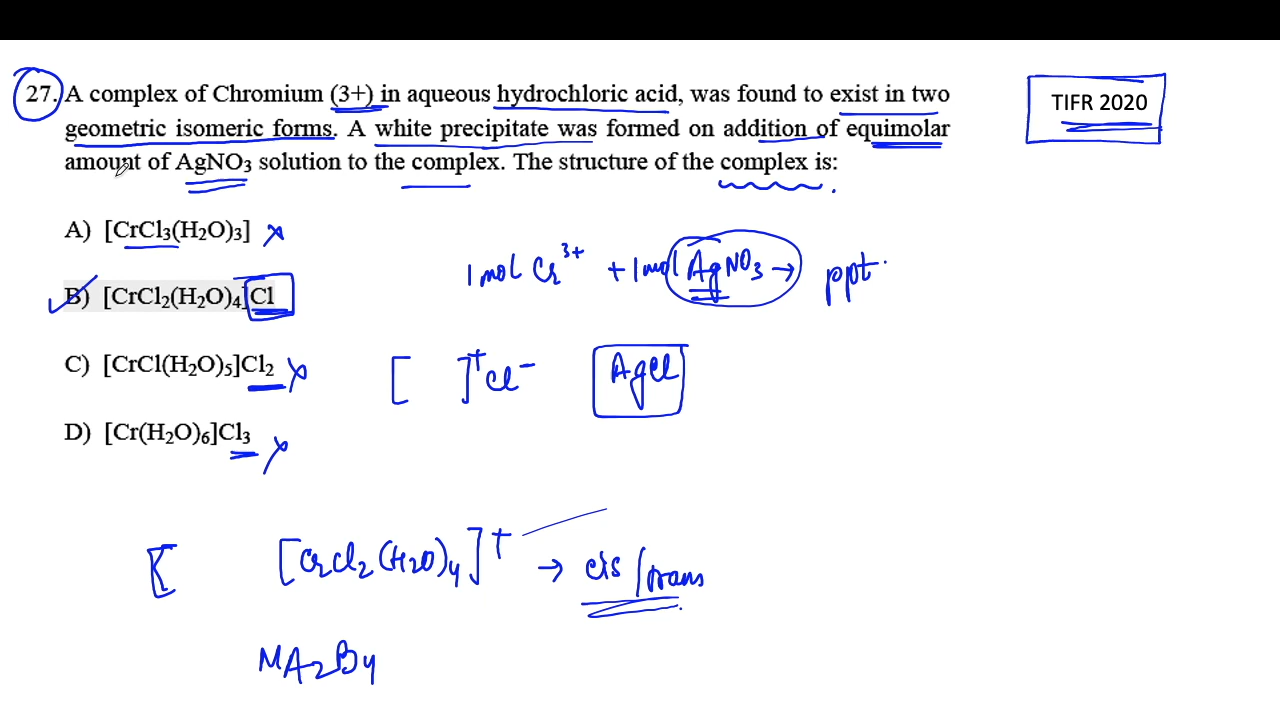 27. A complex of Chromium (3+) in aqueous hydrochloric acid, was found to exist in two
geometric isomeric forms. A white precipitate was formed on addition of equimolar
amount of AgNO3 solution to the complex. The structure of the complex is:
TIFR 2020
A) [CrCl3(H2O)3] ×
B) [CrCl2(H2O)4]Cl
1 mol Cr3+ + 1 mol AgNO3 → ppt.
C) [CrCl(H2O)5]Cl2 ×
[ ]+ Cl− AgCl
D) [Cr(H2O)6]Cl3 ×
[ [CrCl2(H2O)4]+ → cis/trans
MA2B4